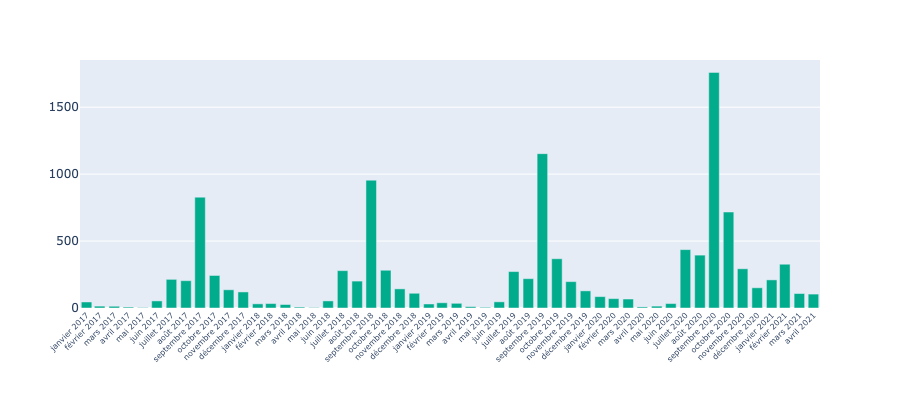 1500
1000
500
0
janvier 2017
février 2017
mars 2017
avril 2017
mai 2017
juin 2017
juillet 2017
août 2017
septembre 2017
octobre 2017
novembre 2017
décembre 2017
janvier 2018
février 2018
mars 2018
avril 2018
mai 2018
juin 2018
juillet 2018
août 2018
septembre 2018
octobre 2018
novembre 2018
décembre 2018
janvier 2019
février 2019
mars 2019
avril 2019
mai 2019
juin 2019
juillet 2019
août 2019
septembre 2019
octobre 2019
novembre 2019
décembre 2019
janvier 2020
février 2020
mars 2020
avril 2020
mai 2020
juin 2020
juillet 2020
août 2020
septembre 2020
octobre 2020
novembre 2020
décembre 2020
janvier 2021
février 2021
mars 2021
avril 2021